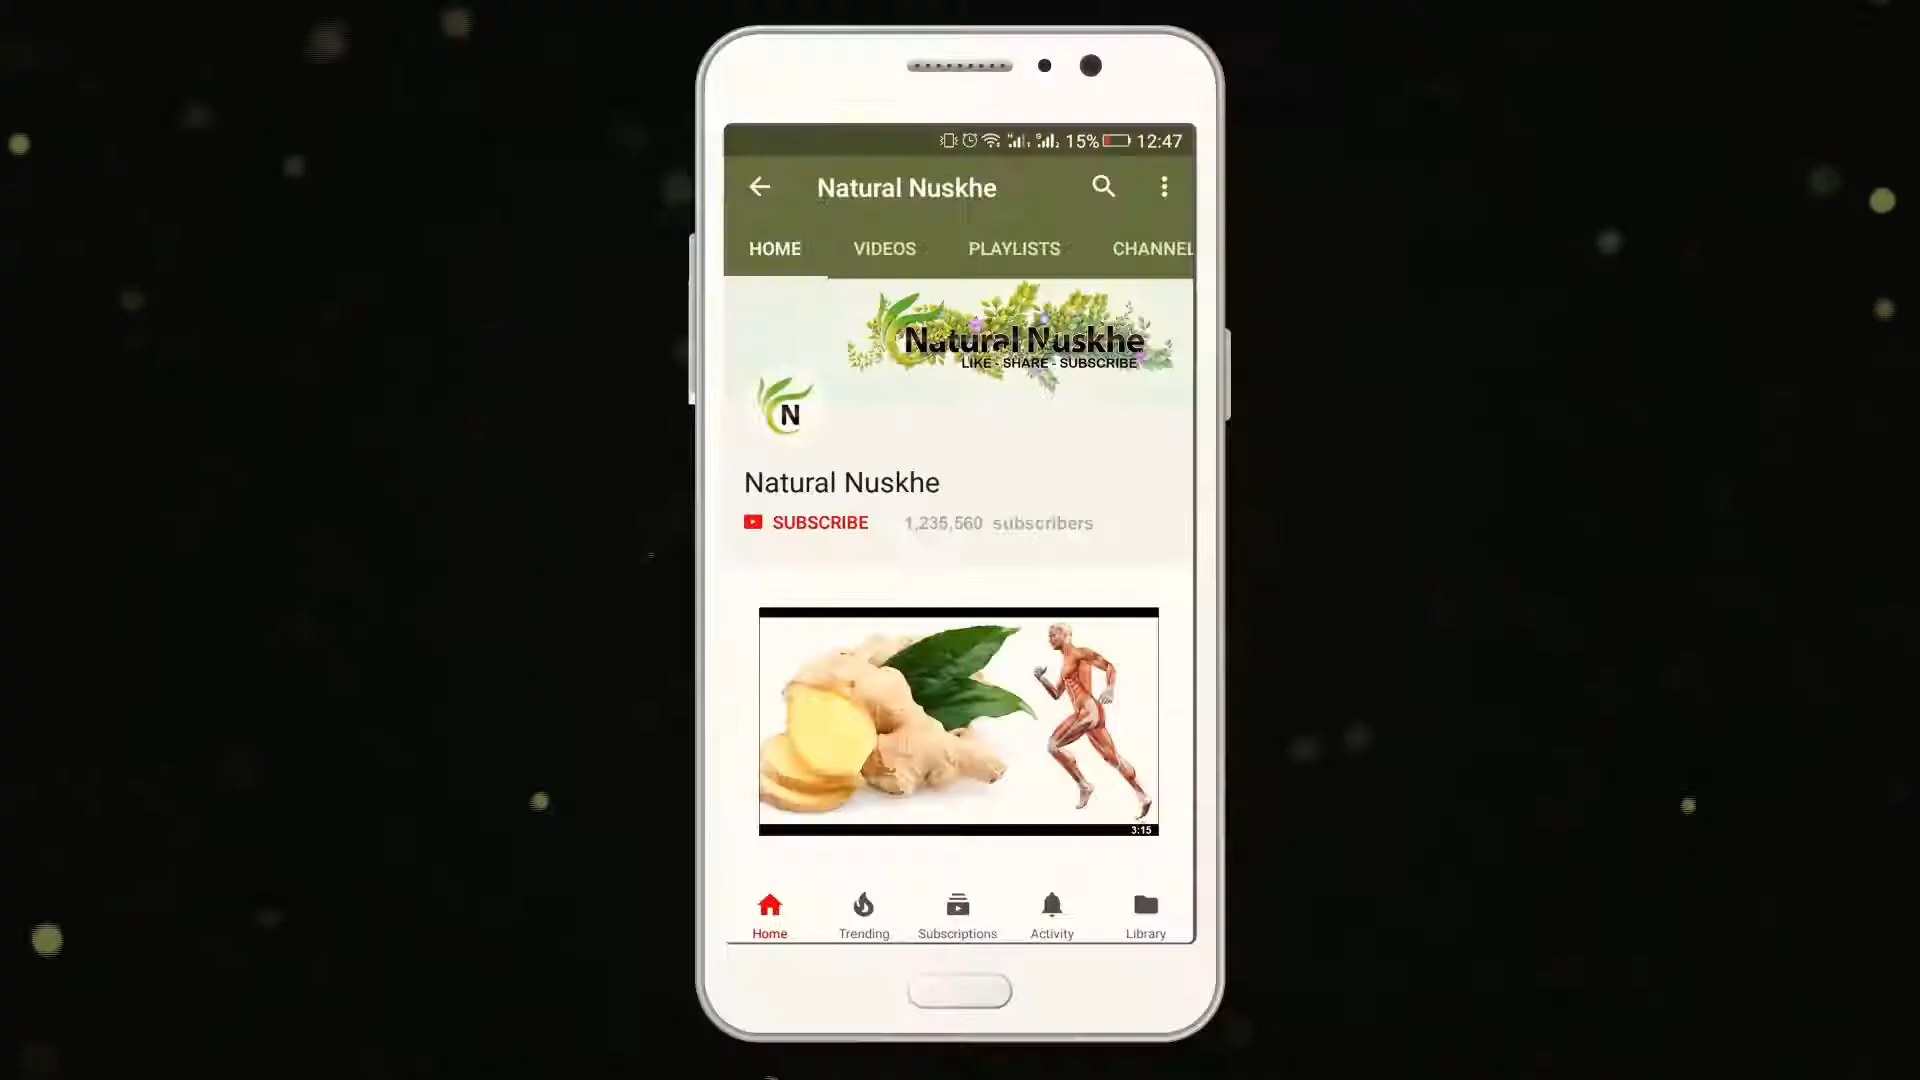 15% 12:47
Natural Nuskhe
HOME VIDEOS PLAYLISTS CHANNEL
Natural Nuskhe
LIKE - SHARE - SUBSCRIBE
N
Natural Nuskhe
SUBSCRIBE 1,235,560 subscribers
3:15
Home Trending Subscriptions Activity Library